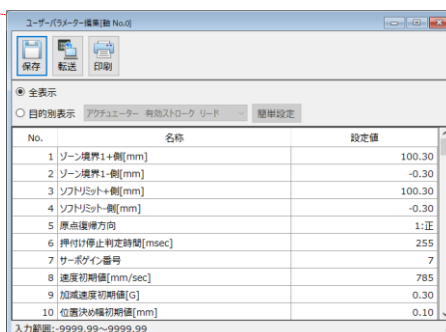 ユーザーパラメーター編集[軸 No.0]
保存 転送 印刷
全表示
目的別表示 アクチュエーター 有効ストローク リード 簡単設定
No. 名称 設定値
1 ゾーン境界1+側[mm] 100.30
2 ゾーン境界1-側[mm] -0.30
3 ソフトリミット+側[mm] 100.30
4 ソフトリミット-側[mm] -0.30
5 原点復帰方向 1:正
6 押付け停止判定時間[msec] 255
7 サーボゲイン番号 7
8 速度初期値[mm/sec] 785
9 加減速度初期値[G] 0.30
10 位置決め幅初期値[mm] 0.10
入力範囲:-9999.99～9999.99